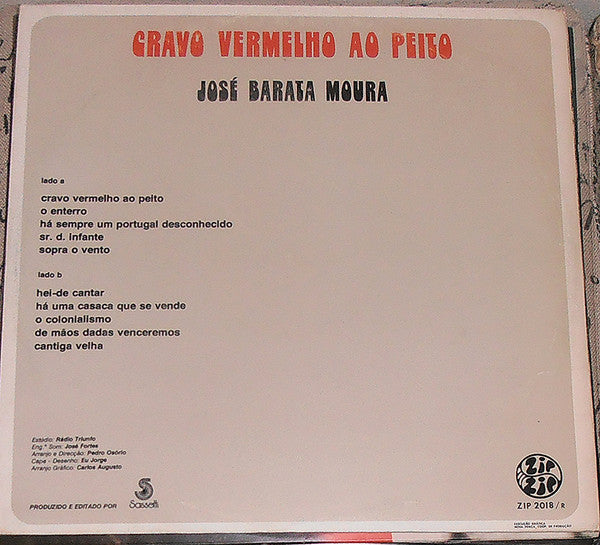 CRAVO VERMELHO AO PEITO
JOSÉ BARATA MOURA
lado a
cravo vermelho ao peito
o enterro
há sempre um portugal desconhecido
sr. d. infante
sopra o vento
lado b
hei-de cantar
há uma casaca que se vende
o colonialismo
de mãos dadas venceremos
cantiga velha
Estúdio: Rádio Triunfo
Eng.º Som: José Fortes
Arranjo e Direcção: Pedro Osório
Capa - Desenho: Eu Jorge
Arranjo Gráfico: Carlos Augusto
PRODUZIDO E EDITADO POR
Sassetti
ZIP
ZIP
ZIP 2018/R